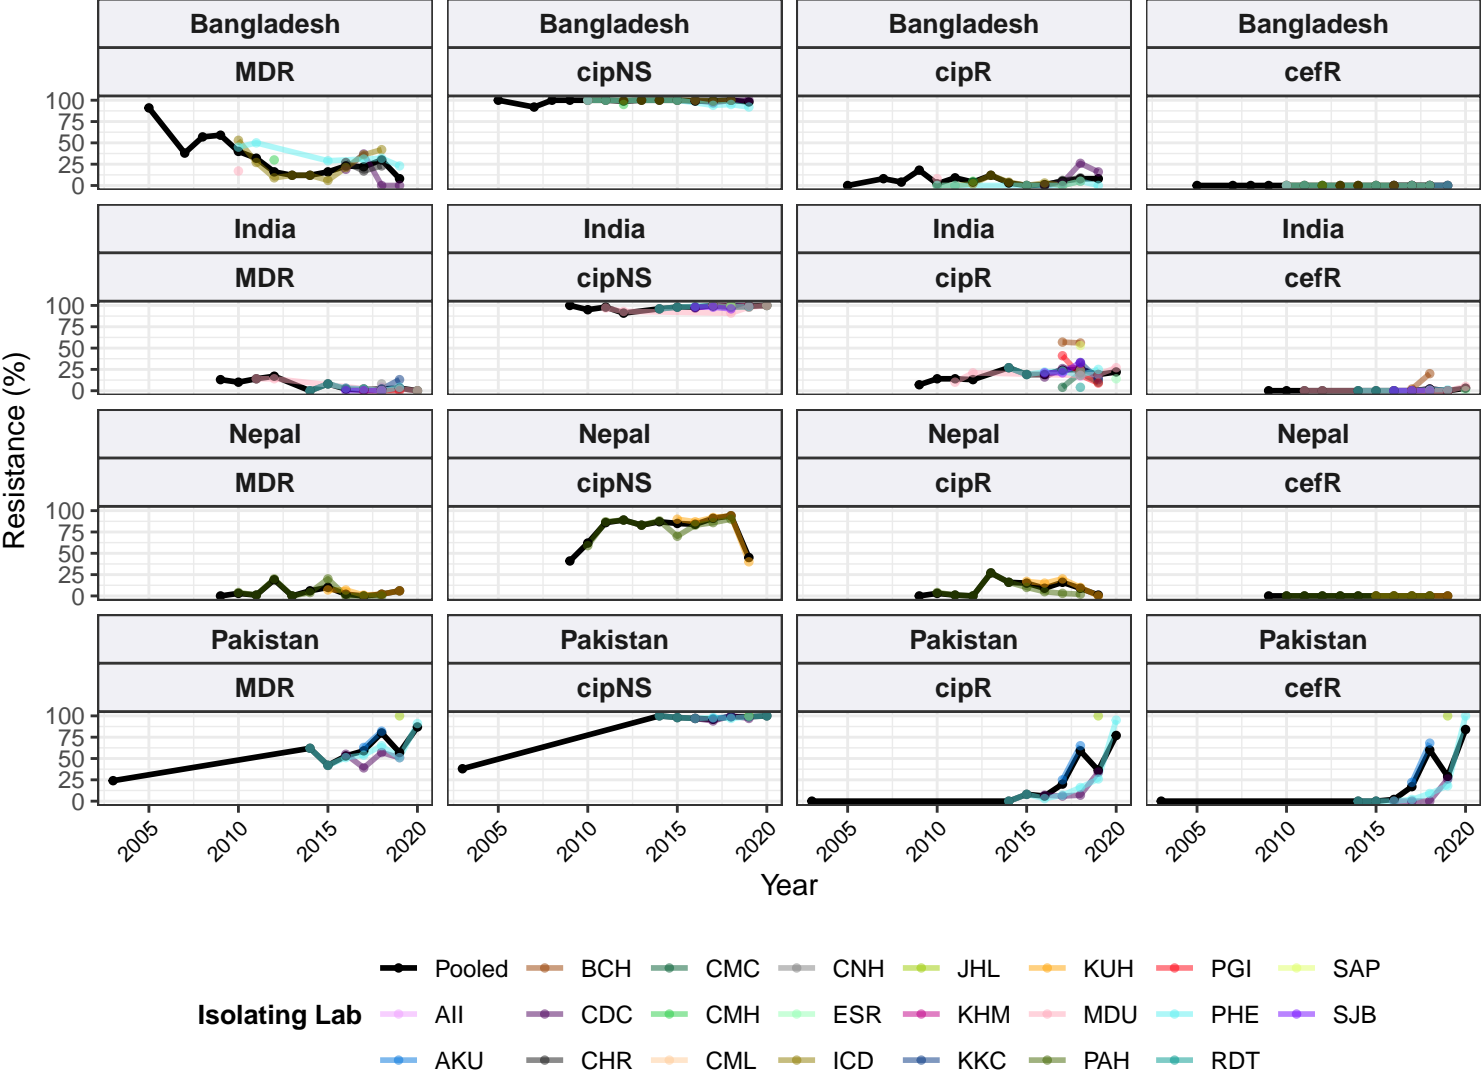 Bangladesh Bangladesh Bangladesh Bangladesh
MDR cipNS cipR cefR
100
75
50
25
0
India India India India
MDR cipNS cipR cefR
100
75
50
25
0
Nepal Nepal Nepal Nepal
MDR cipNS cipR cefR
100
75
50
25
0
Pakistan Pakistan Pakistan Pakistan
MDR cipNS cipR cefR
100
75
50
25
0
Resistance (%)
2005 2010 2015 2020 2005 2010 2015 2020 2005 2010 2015 2020 2005 2010 2015 2020
Year
Isolating Lab
Pooled BCH CMC CNH JHL KUH PGI SAP
AII CDC CMH ESR KHM MDU PHE SJB
AKU CHR CML ICD KKC PAH RDT